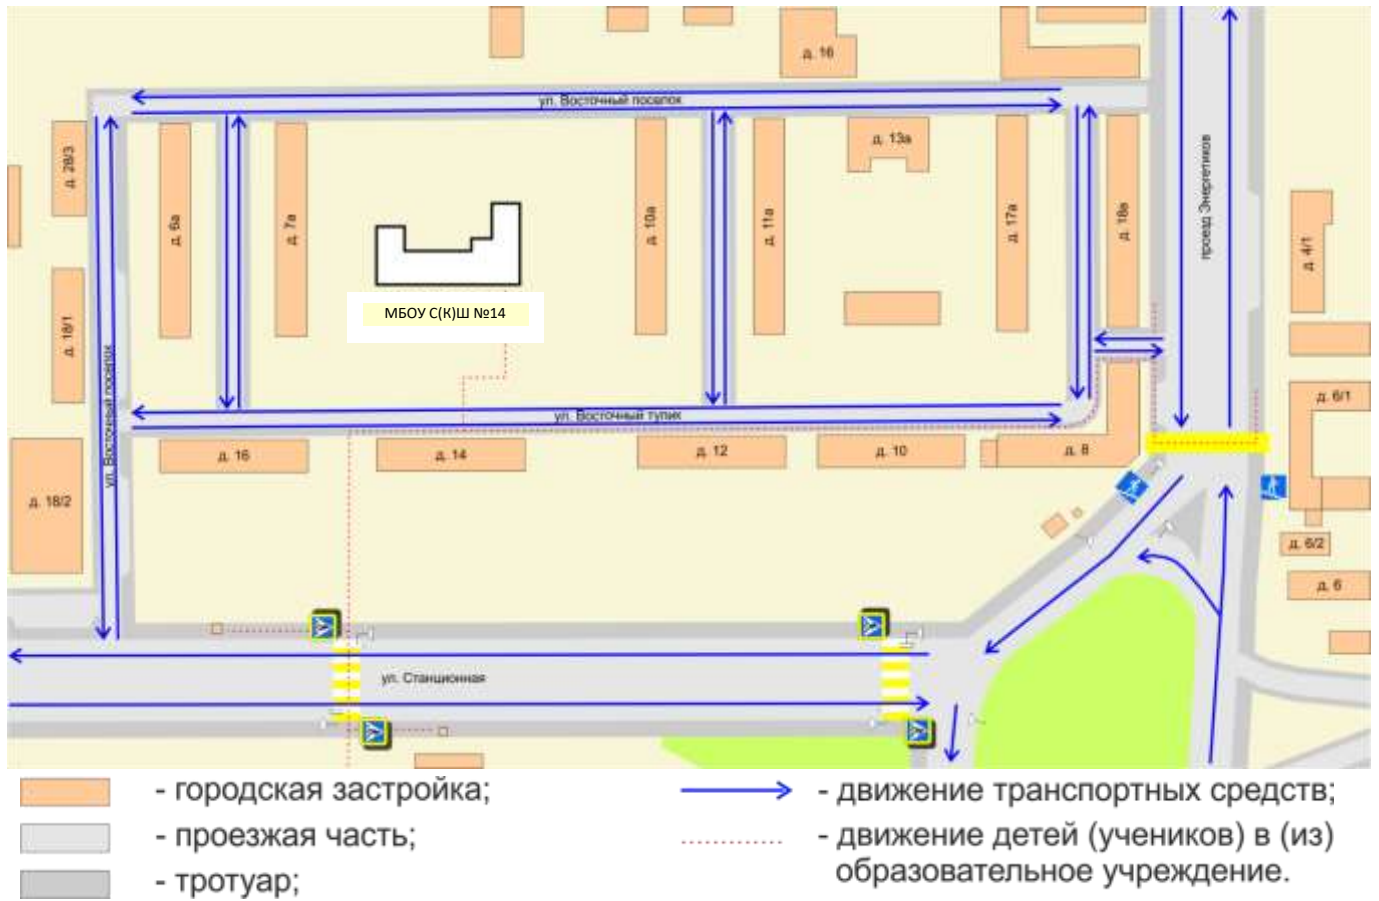 д. 16
ул. Восточный поселок
д. 28/3
д. 6а
д. 7а
д. 10а
д. 11а
д. 13а
д. 17а
д. 18а
проезд Энергетиков
д. 4/1
МБОУ С(К)Ш №14
д. 18/1
ул. Восточный поселок
ул. Восточный тупик
д. 6/1
д. 16
д. 14
д. 12
д. 10
д. 8
д. 18/2
д. 6/2
д. 6
ул. Станционная
- городская застройка;
- проезжая часть;
- тротуар;
- движение транспортных средств;
- движение детей (учеников) в (из)
образовательное учреждение.